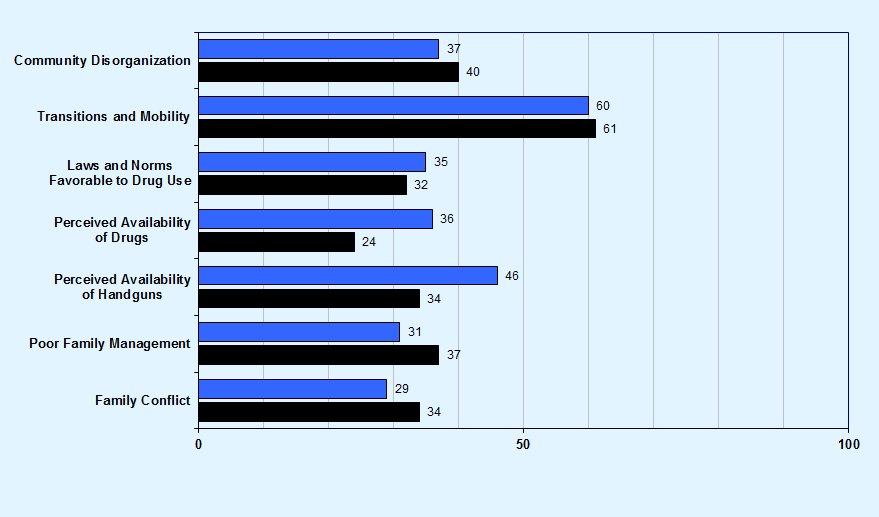 Community Disorganization
37
40
Transitions and Mobility
60
61
Laws and Norms
Favorable to Drug Use
35
32
Perceived Availability
of Drugs
36
24
Perceived Availability
of Handguns
46
34
Poor Family Management
31
37
Family Conflict
29
34
0 50 100